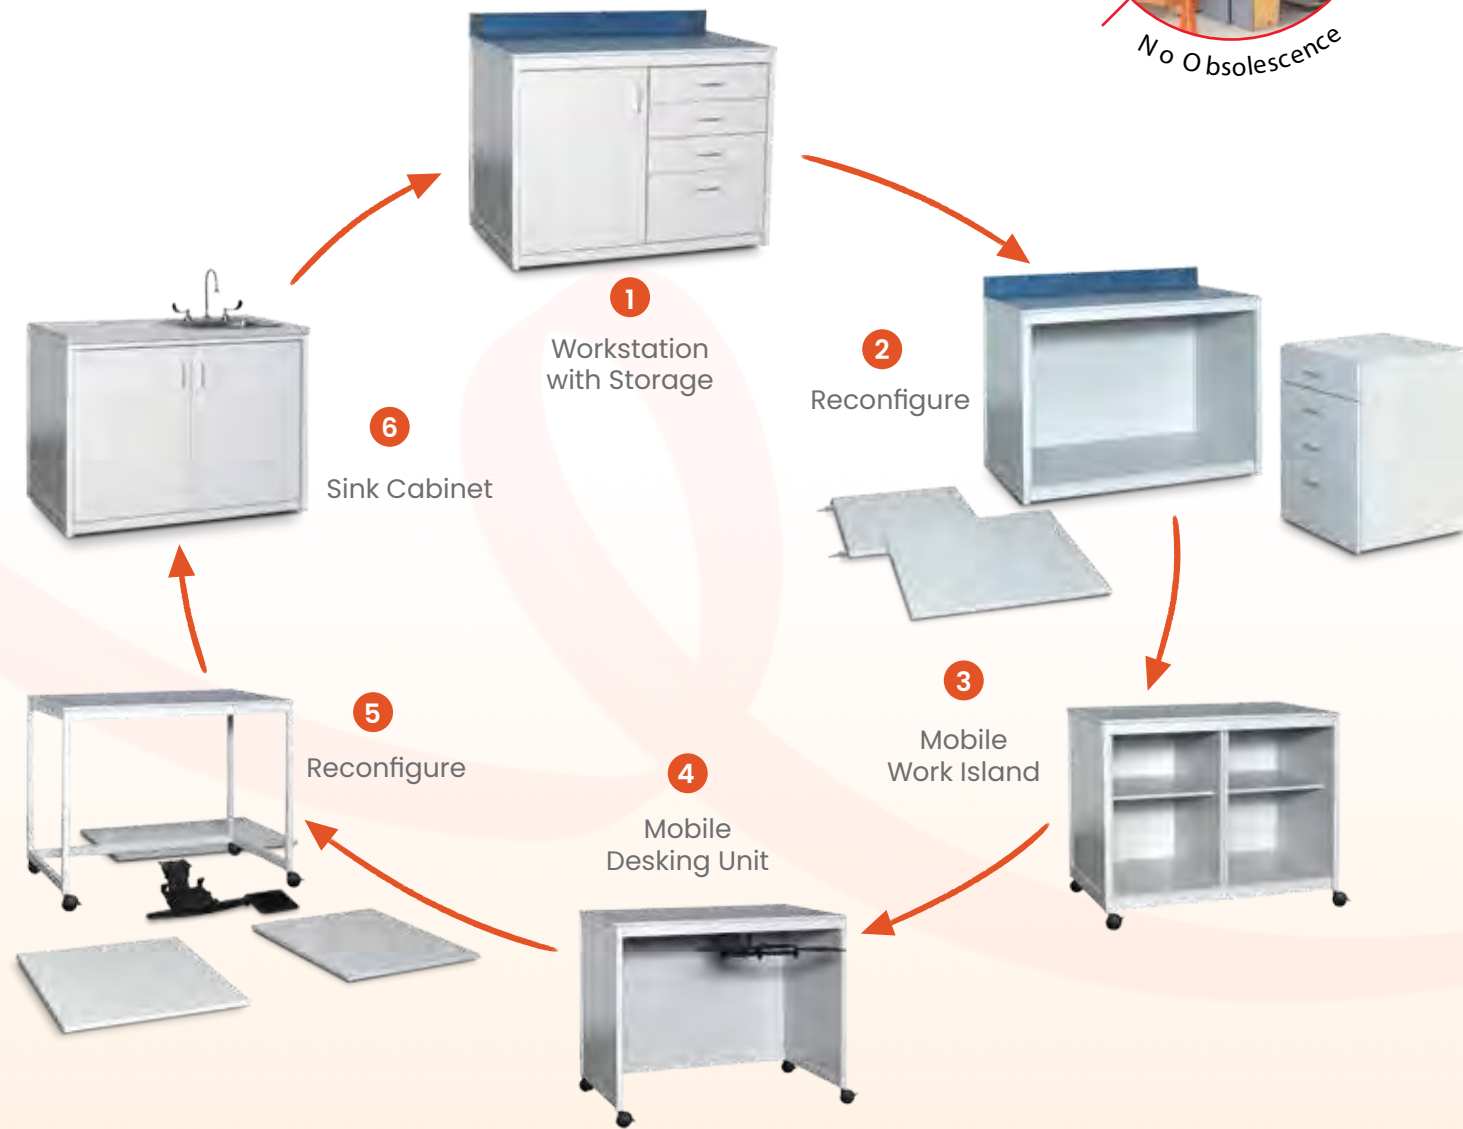 No Obsolescence
1
Workstation
with Storage
2
Reconfigure
3
Mobile
Work Island
4
Mobile
Desking Unit
5
Reconfigure
6
Sink Cabinet